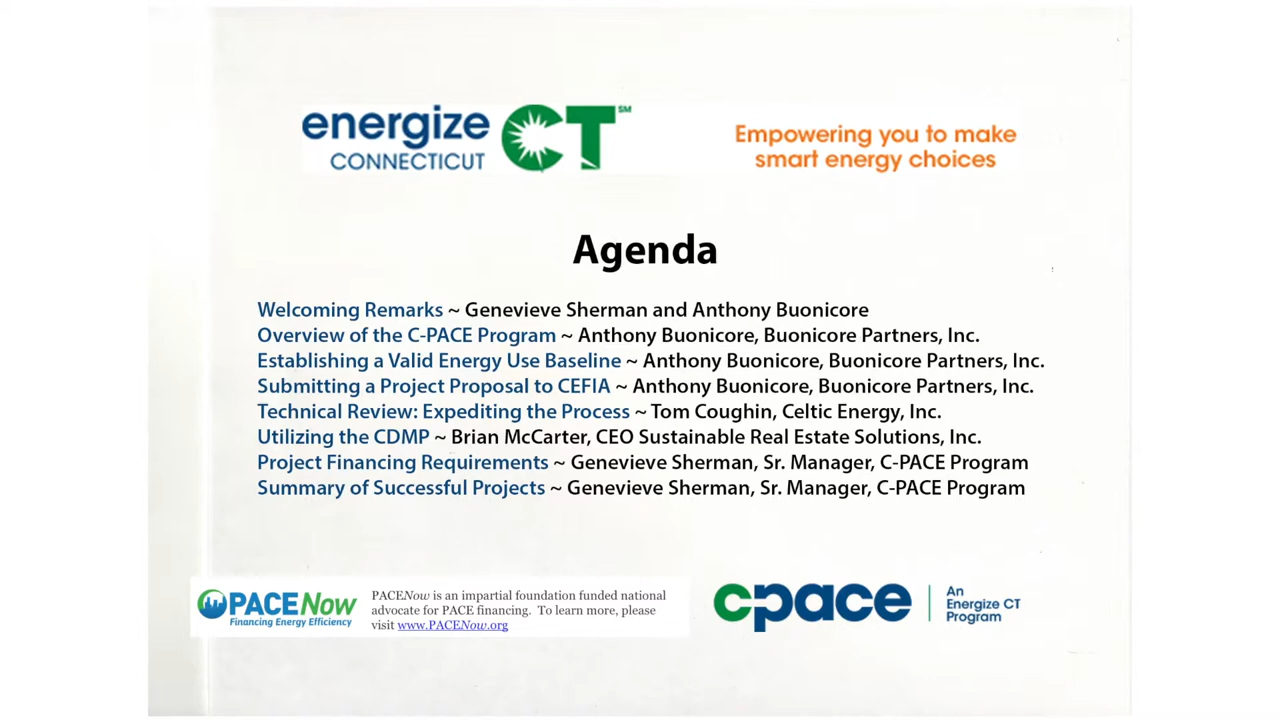 energize CT℠
CONNECTICUT
Empowering you to make
smart energy choices
Agenda
Welcoming Remarks ~ Genevieve Sherman and Anthony Buonicore
Overview of the C-PACE Program ~ Anthony Buonicore, Buonicore Partners, Inc.
Establishing a Valid Energy Use Baseline ~ Anthony Buonicore, Buonicore Partners, Inc.
Submitting a Project Proposal to CEFIA ~ Anthony Buonicore, Buonicore Partners, Inc.
Technical Review: Expediting the Process ~ Tom Coughin, Celtic Energy, Inc.
Utilizing the CDMP ~ Brian McCarter, CEO Sustainable Real Estate Solutions, Inc.
Project Financing Requirements ~ Genevieve Sherman, Sr. Manager, C-PACE Program
Summary of Successful Projects ~ Genevieve Sherman, Sr. Manager, C-PACE Program
PACENow
Financing Energy Efficiency
PACENow is an impartial foundation funded national
advocate for PACE financing. To learn more, please
visit www.PACENow.org
cpace
An
Energize CT
Program